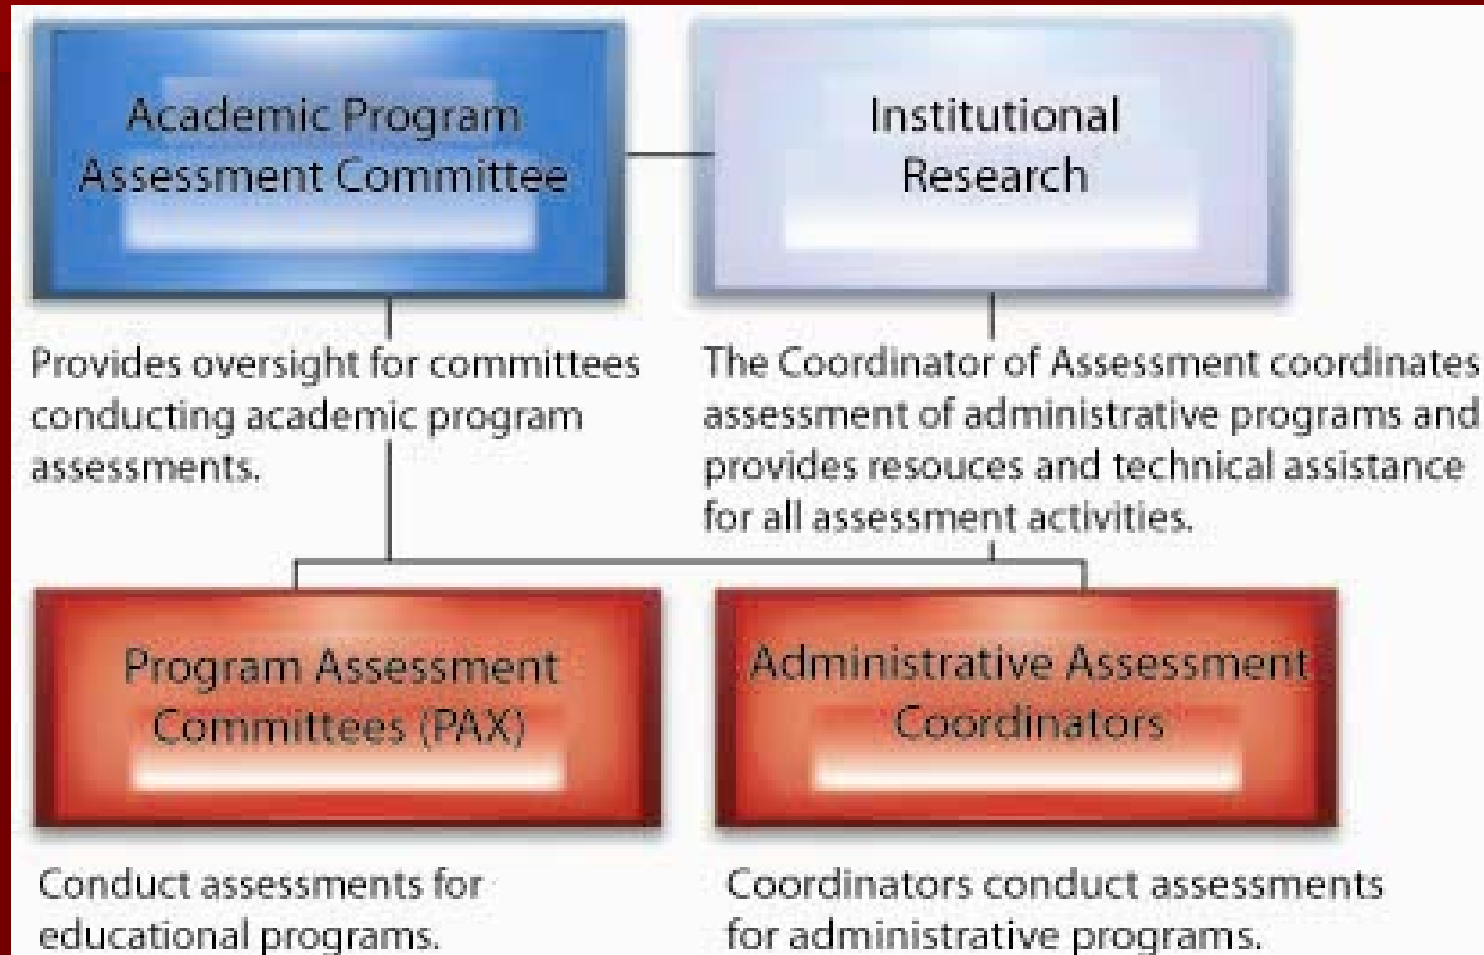 Academic Program
Assessment Committee
Institutional
Research
Provides oversight for committees
conducting academic program
assessments.
The Coordinator of Assessment coordinates
assessment of administrative programs and
provides resouces and technical assistance
for all assessment activities.
Program Assessment
Committees (PAX)
Administrative Assessment
Coordinators
Conduct assessments for
educational programs.
Coordinators conduct assessments
for administrative programs.